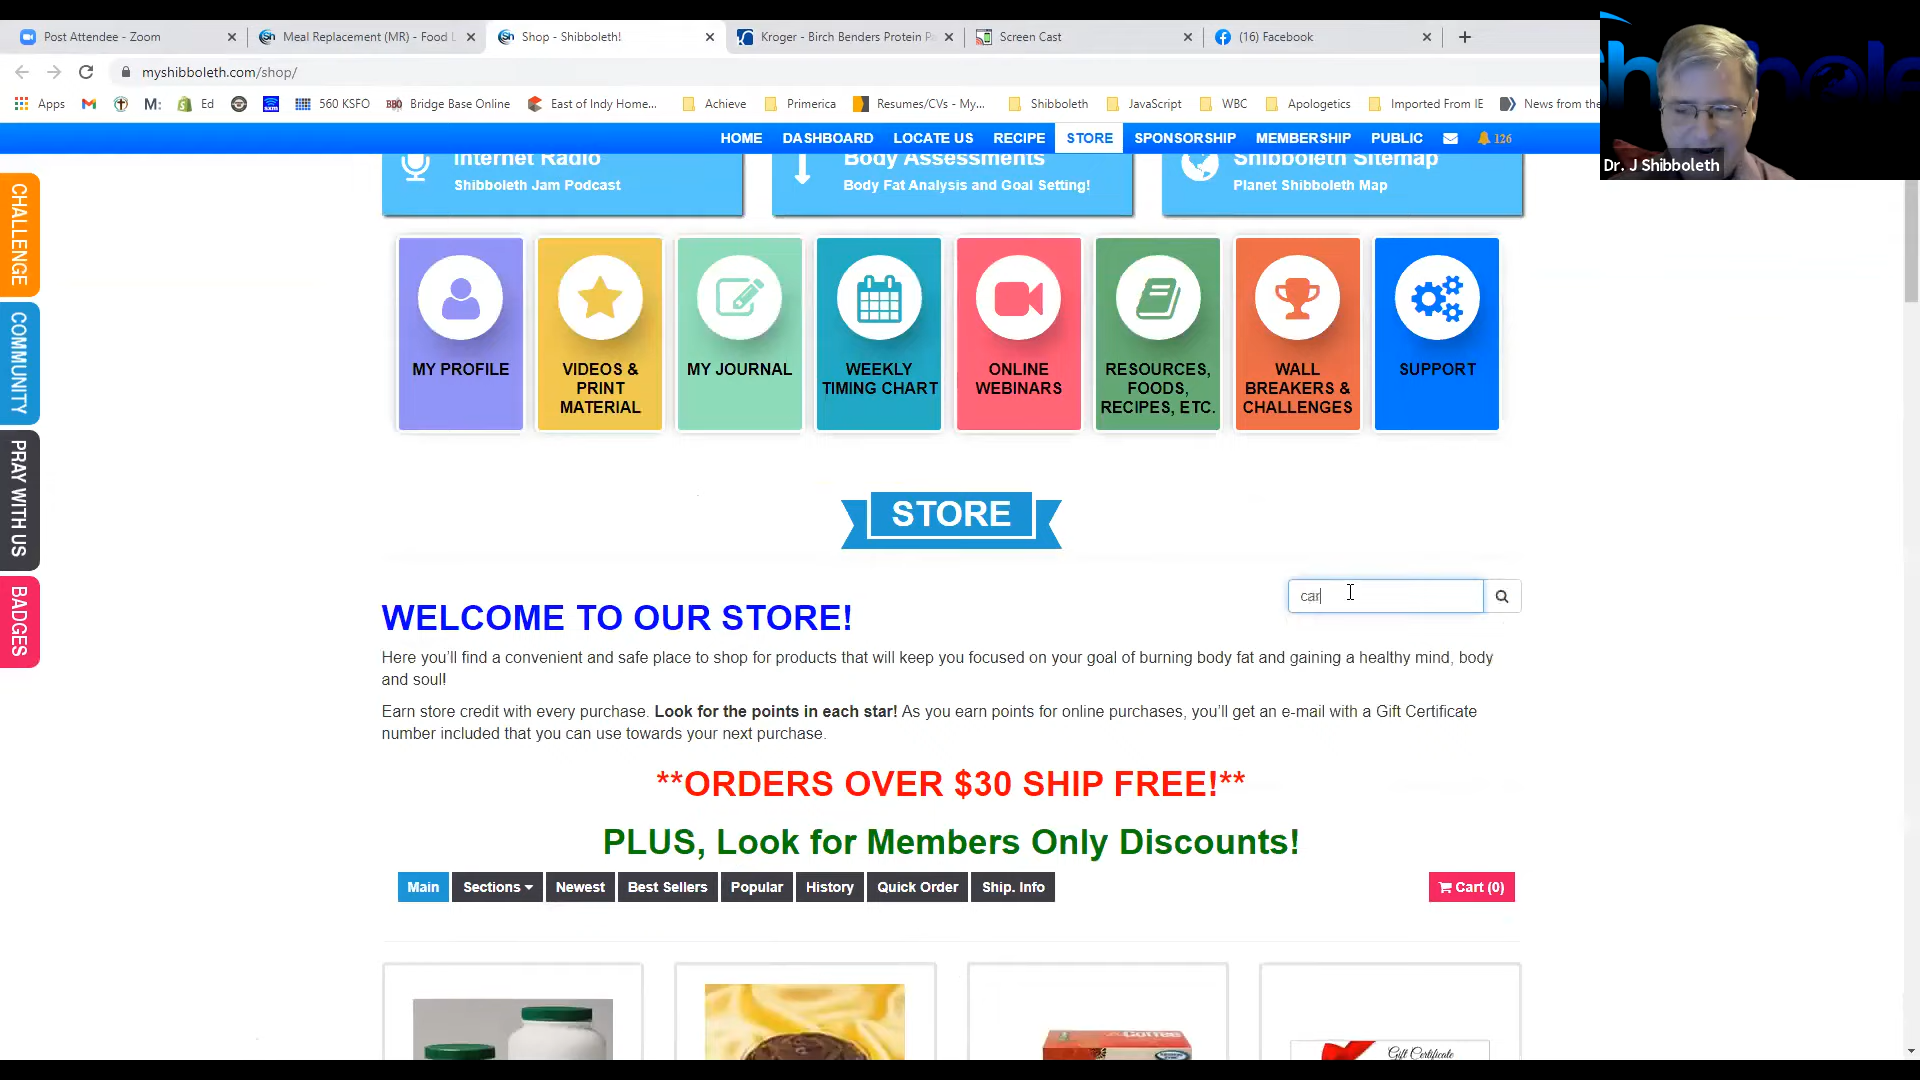 Post Attendee - Zoom
Meal Replacement (MR) - Food L
Shop - Shibboleth!
Kroger - Birch Benders Protein Pa
Screen Cast
(16) Facebook
myshibboleth.com/shop/
Apps
M:
Ed
560 KSFO
BBO Bridge Base Online
East of Indy Home...
Achieve
Primerica
Resumes/CVs - My...
Shibboleth
JavaScript
WBC
Apologetics
Imported From IE
News from the
Dr. J Shibboleth
HOME
DASHBOARD
LOCATE US
RECIPE
STORE
SPONSORSHIP
MEMBERSHIP
PUBLIC
126
Internet Radio
Shibboleth Jam Podcast
Body Assessments
Body Fat Analysis and Goal Setting!
Shibboleth Sitemap
Planet Shibboleth Map
CHALLENGE
COMMUNITY
PRAY WITH US
BADGES
MY PROFILE
VIDEOS &
PRINT
MATERIAL
MY JOURNAL
WEEKLY
TIMING CHART
ONLINE
WEBINARS
RESOURCES,
FOODS,
RECIPES, ETC.
WALL
BREAKERS &
CHALLENGES
SUPPORT
STORE
car
WELCOME TO OUR STORE!
Here you'll find a convenient and safe place to shop for products that will keep you focused on your goal of burning body fat and gaining a healthy mind, body
and soul!
Earn store credit with every purchase. Look for the points in each star! As you earn points for online purchases, you'll get an e-mail with a Gift Certificate
number included that you can use towards your next purchase.
**ORDERS OVER $30 SHIP FREE!**
PLUS, Look for Members Only Discounts!
Main
Sections
Newest
Best Sellers
Popular
History
Quick Order
Ship. Info
Cart (0)
Coffee
Gift Certificate